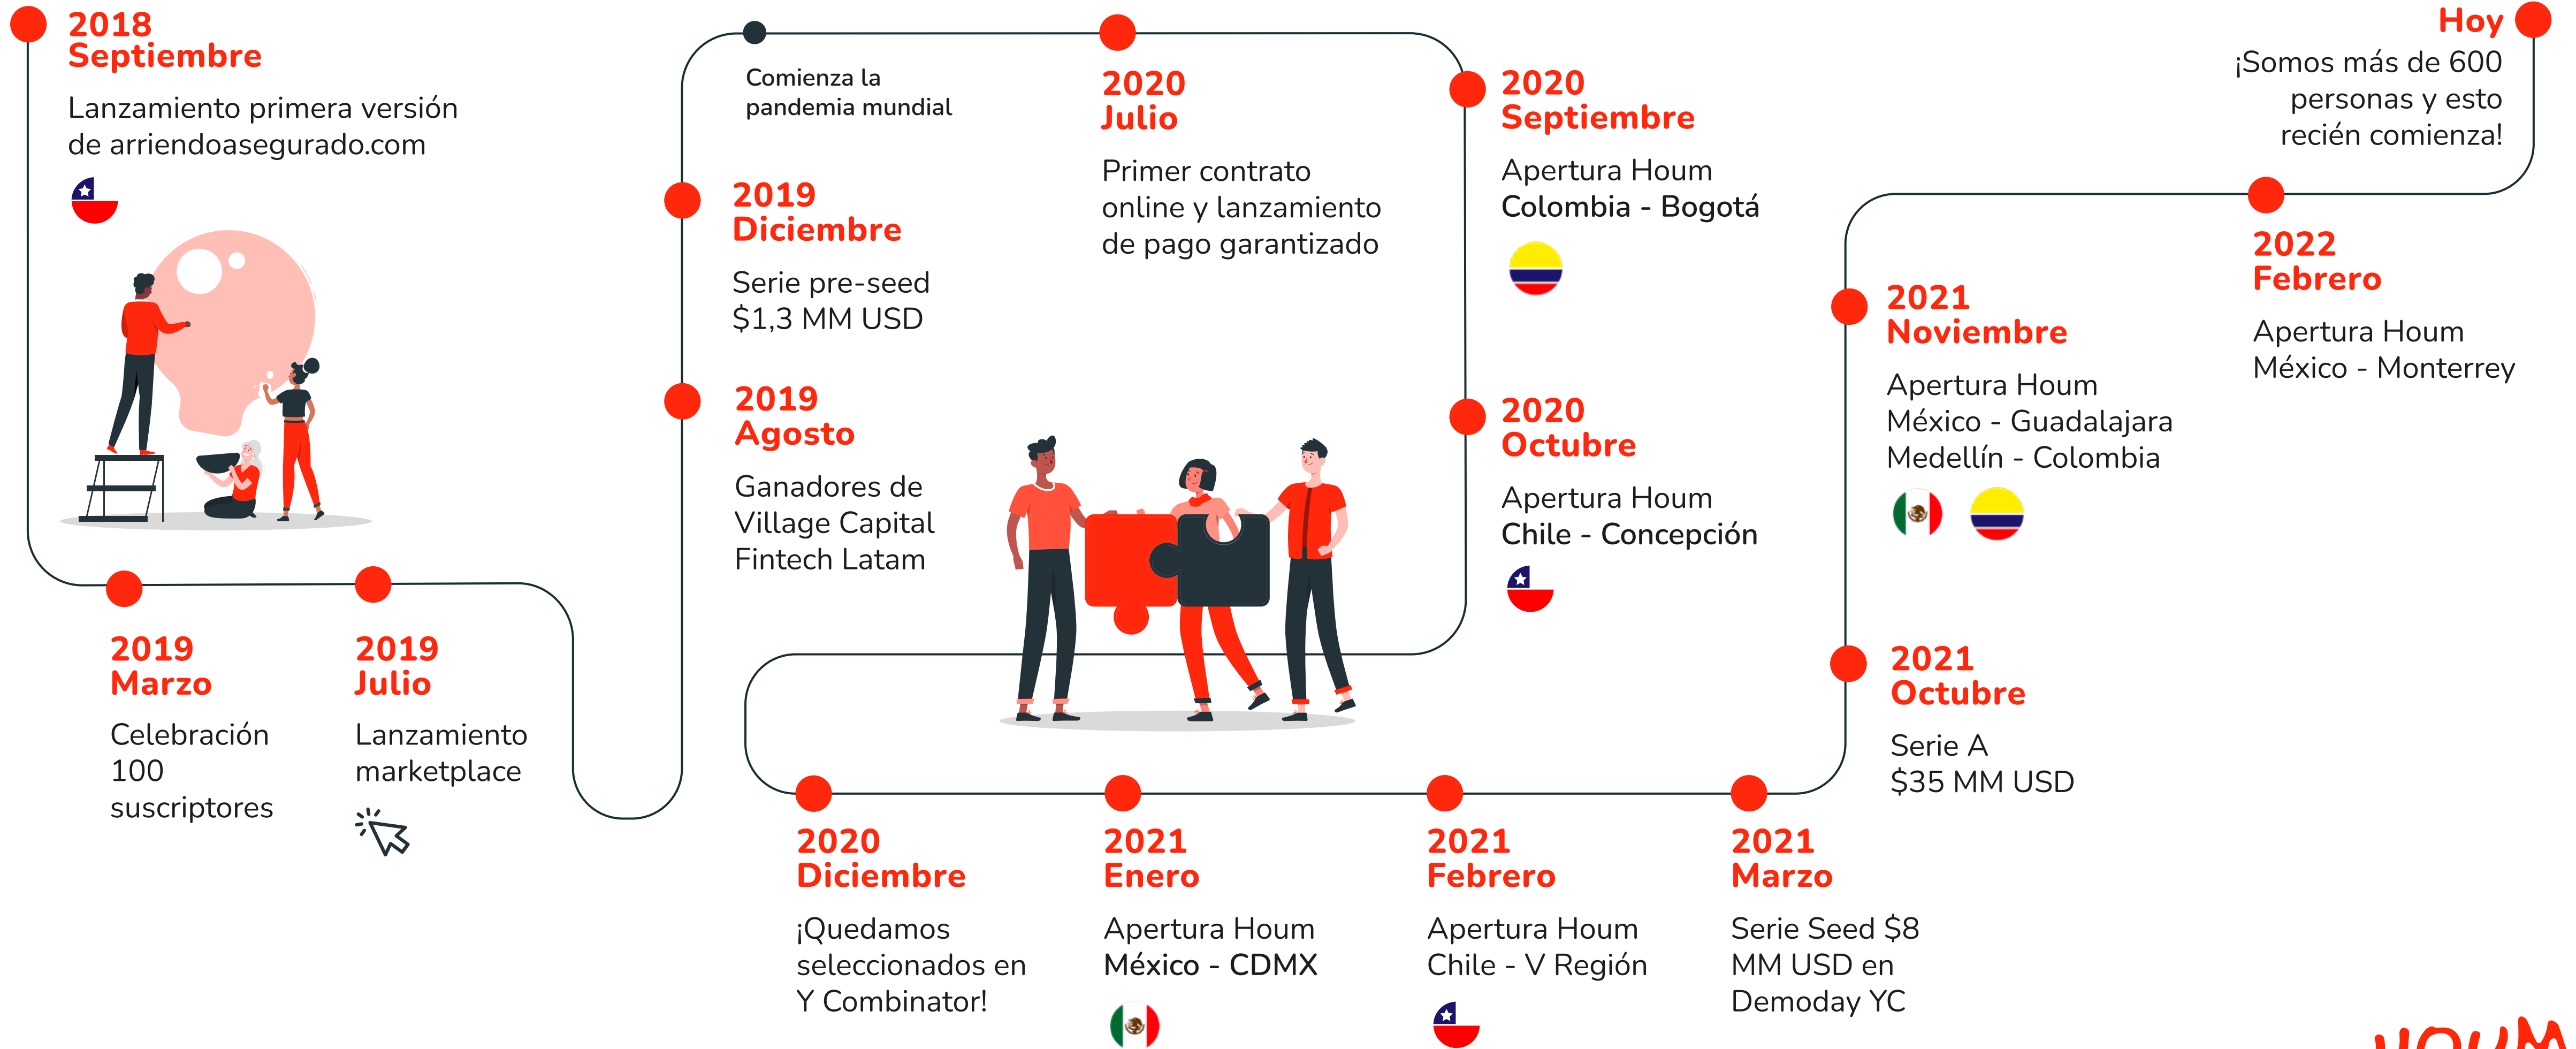 2018
Septiembre
Lanzamiento primera versión
de arriendoasegurado.com
2019
Marzo
Celebración
100
suscriptores
2019
Julio
Lanzamiento
marketplace
2019
Agosto
Ganadores de
Village Capital
Fintech Latam
2019
Diciembre
Serie pre-seed
$1,3 MM USD
Comienza la
pandemia mundial
2020
Julio
Primer contrato
online y lanzamiento
de pago garantizado
2020
Septiembre
Apertura Houm
Colombia - Bogotá
2020
Octubre
Apertura Houm
Chile - Concepción
2020
Diciembre
¡Quedamos
seleccionados en
Y Combinator!
2021
Enero
Apertura Houm
México - CDMX
2021
Febrero
Apertura Houm
Chile - V Región
2021
Marzo
Serie Seed $8
MM USD en
Demoday YC
2021
Octubre
Serie A
$35 MM USD
2021
Noviembre
Apertura Houm
México - Guadalajara
Medellín - Colombia
2022
Febrero
Apertura Houm
México - Monterrey
Hoy
¡Somos más de 600
personas y esto
recién comienza!
HOUM